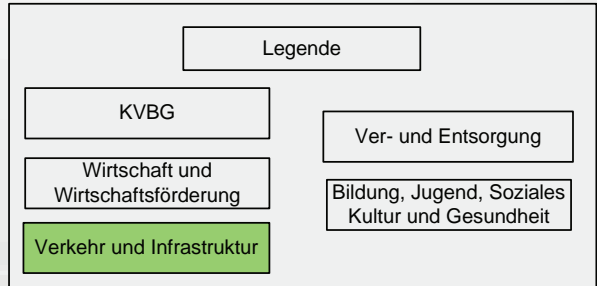 Legende
KVBG
Wirtschaft und
Wirtschaftsförderung
Verkehr und Infrastruktur
Ver- und Entsorgung
Bildung, Jugend, Soziales
Kultur und Gesundheit